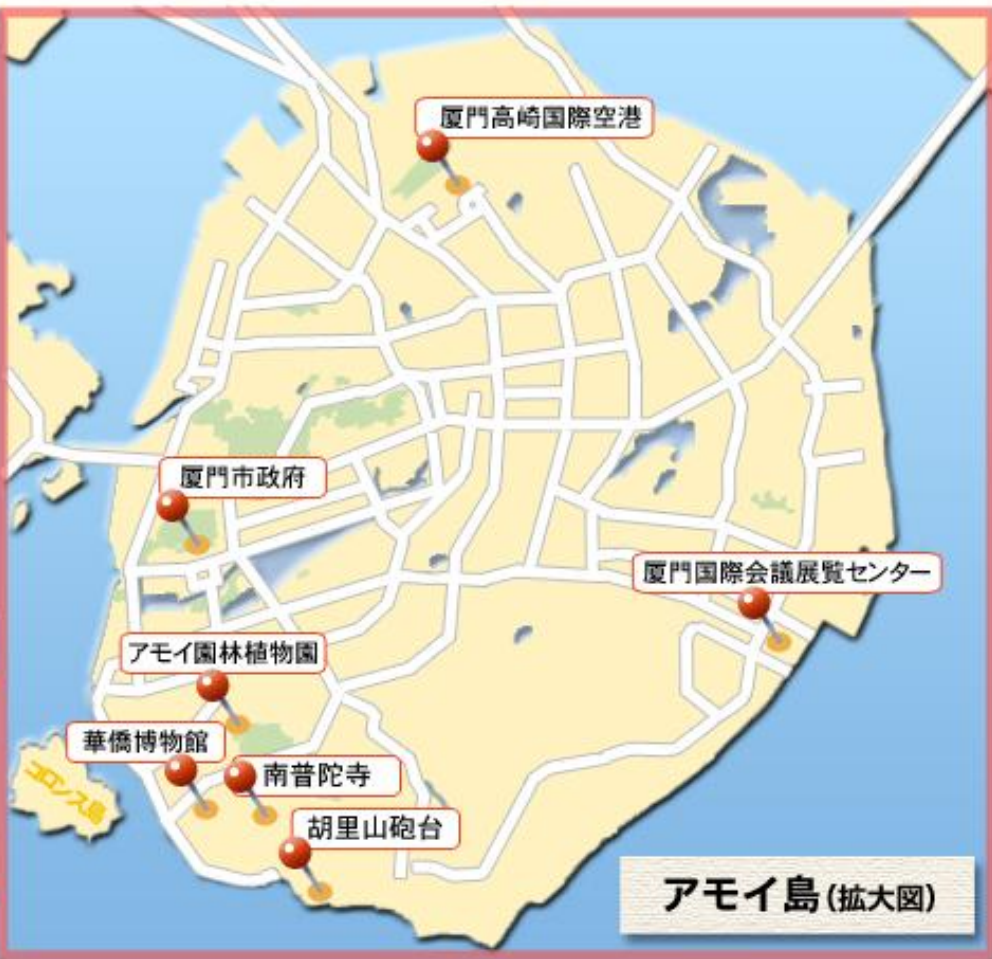 厦門高崎国際空港
厦門市政府
厦門国際会議展覧センター
アモイ園林植物園
華僑博物館
南普陀寺
コロンス島
胡里山砲台
アモイ島(拡大図)